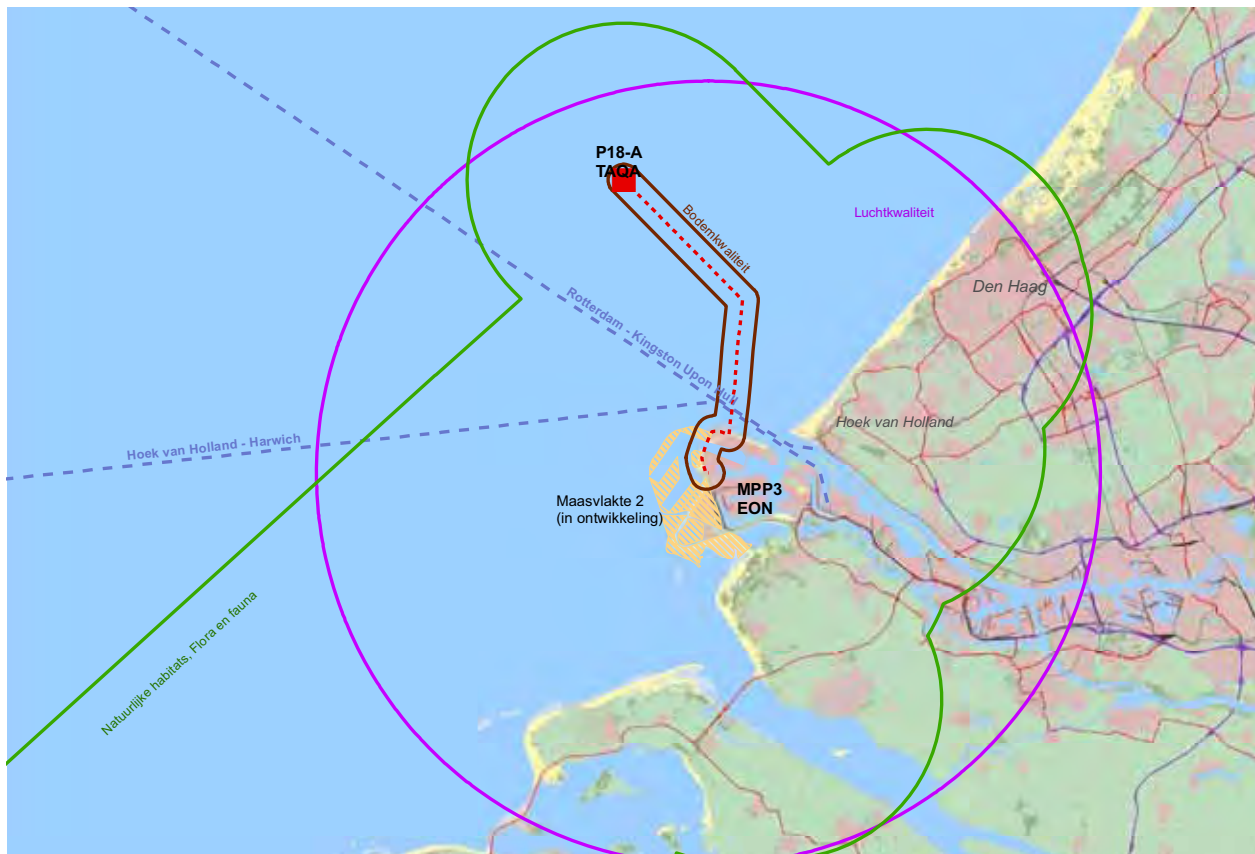 P18-A
TAQA
Bodemkwaliteit
Luchtkwaliteit
Den Haag
Rotterdam - Kingston Upon Hull
Hoek van Holland
Hoek van Holland - Harwich
MPP3
EON
Maasvlakte 2
(in ontwikkeling)
Natuurlijke habitats, Flora en fauna